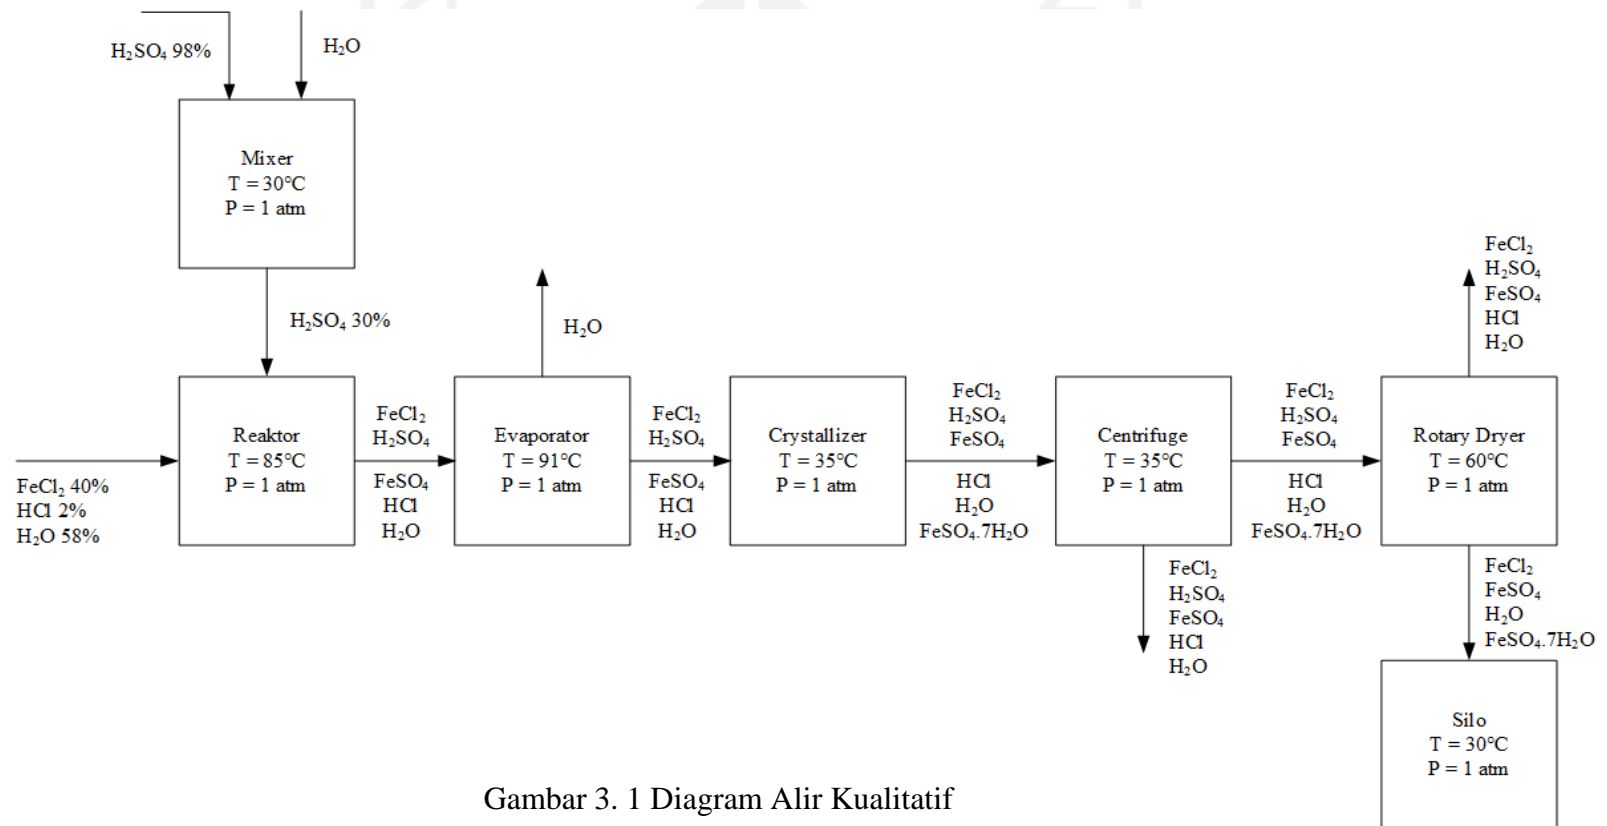 H₂SO₄ 98%
H₂O
Mixer
T = 30°C
P = 1 atm
H₂SO₄ 30%
FeCl₂ 40%
HCl 2%
H₂O 58%
Reaktor
T = 85°C
P = 1 atm
FeCl₂
H₂SO₄
FeSO₄
HCl
H₂O
Evaporator
T = 91°C
P = 1 atm
H₂O
FeCl₂
H₂SO₄
FeSO₄
HCl
H₂O
Crystallizer
T = 35°C
P = 1 atm
FeCl₂
H₂SO₄
FeSO₄
HCl
H₂O
FeSO₄.7H₂O
Centrifuge
T = 35°C
P = 1 atm
FeCl₂
H₂SO₄
FeSO₄
HCl
H₂O
FeCl₂
H₂SO₄
FeSO₄
HCl
H₂O
FeSO₄.7H₂O
Rotary Dryer
T = 60°C
P = 1 atm
FeCl₂
H₂SO₄
FeSO₄
HCl
H₂O
FeCl₂
FeSO₄
H₂O
FeSO₄.7H₂O
Silo
T = 30°C
P = 1 atm
Gambar 3. 1 Diagram Alir Kualitatif